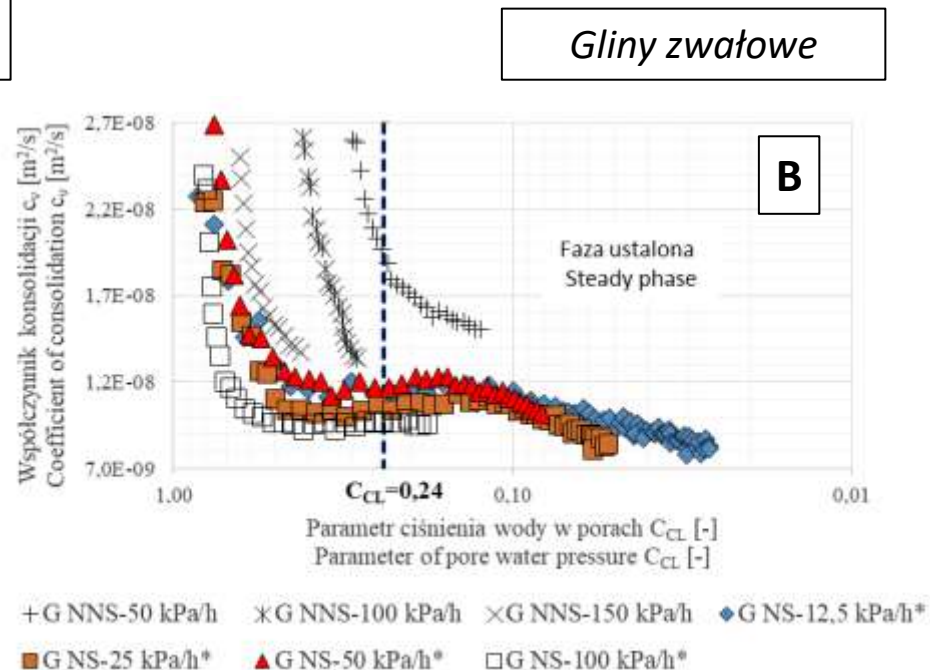 Gliny zwałowe
B
Współczynnik konsolidacji cᵥ [m²/s]
Coefficient of consolidation cᵥ [m²/s]
2,7E-08
2,2E-08
1,7E-08
1,2E-08
7,0E-09
Faza ustalona
Steady phase
1,00
C_CL=0,24
0,10
0,01
Parametr ciśnienia wody w porach C_CL [-]
Parameter of pore water pressure C_CL [-]
G NNS-50 kPa/h G NNS-100 kPa/h G NNS-150 kPa/h G NS-12,5 kPa/h*
G NS-25 kPa/h* G NS-50 kPa/h* G NS-100 kPa/h*